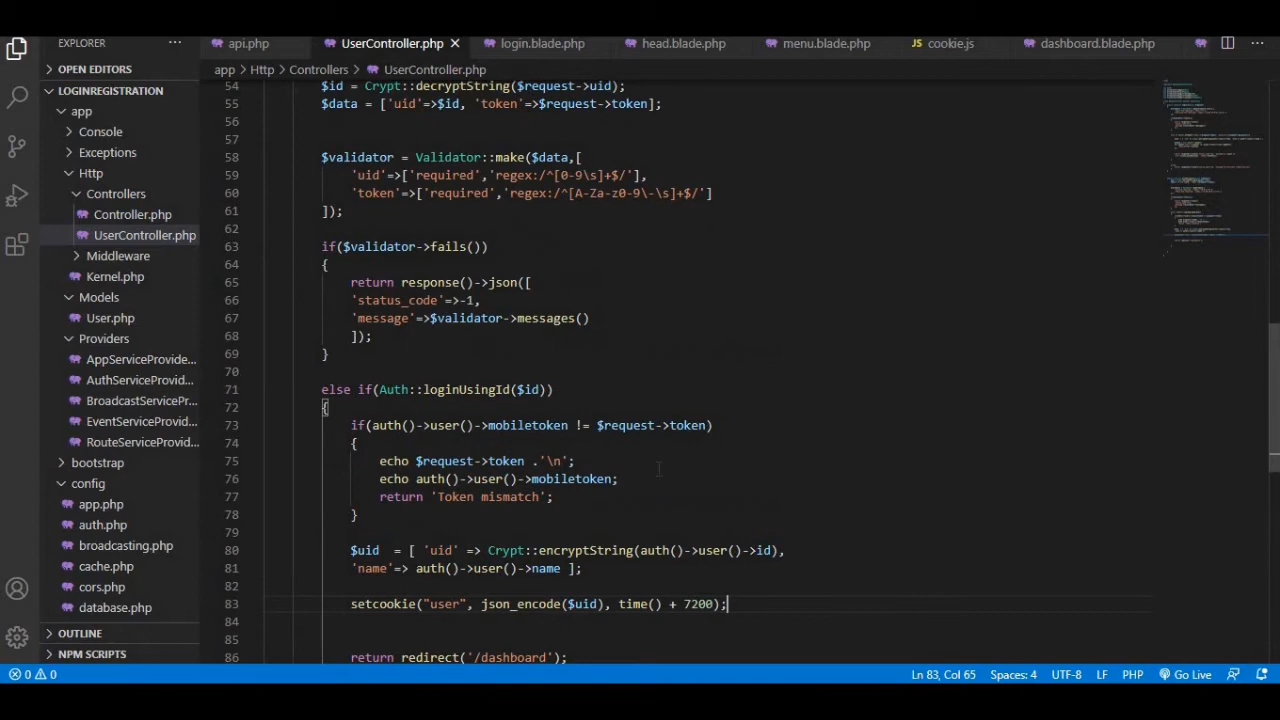 EXPLORER
···
api.php
UserController.php
login.blade.php
head.blade.php
menu.blade.php
JS cookie.js
dashboard.blade.php
···
app > Http > Controllers > UserController.php
OPEN EDITORS
LOGINREGISTRATION
app
Console
Exceptions
Http
Controllers
Controller.php
UserController.php
Middleware
Kernel.php
Models
User.php
Providers
AppServiceProvide...
AuthServiceProvid...
BroadcastServicePr...
EventServiceProvid...
RouteServiceProvid...
bootstrap
config
app.php
auth.php
broadcasting.php
cache.php
cors.php
database.php
OUTLINE
NPM SCRIPTS
54 $id = Crypt::decryptString($request->uid);
55 $data = ['uid'=>$id, 'token'=>$request->token];
56
57
58 $validator = Validator::make($data,[
59 'uid'=>['required','regex:/^[0-9\s]+$/'],
60 'token'=>['required','regex:/^[A-Za-z0-9\-\s]+$/']
61 ]);
62
63 if($validator->fails())
64 {
65 return response()->json([
66 'status_code'=>-1,
67 'message'=>$validator->messages()
68 ]);
69 }
70
71 else if(Auth::loginUsingId($id))
72 {
73 if(auth()->user()->mobiletoken != $request->token)
74 {
75 echo $request->token .'\n';
76 echo auth()->user()->mobiletoken;
77 return 'Token mismatch';
78 }
79
80 $uid = [ 'uid' => Crypt::encryptString(auth()->user()->id),
81 'name'=> auth()->user()->name ];
82
83 setcookie("user", json_encode($uid), time() + 7200);
84
85
86 return redirect('/dashboard');
0 0
Ln 83, Col 65
Spaces: 4
UTF-8
LF
PHP
Go Live